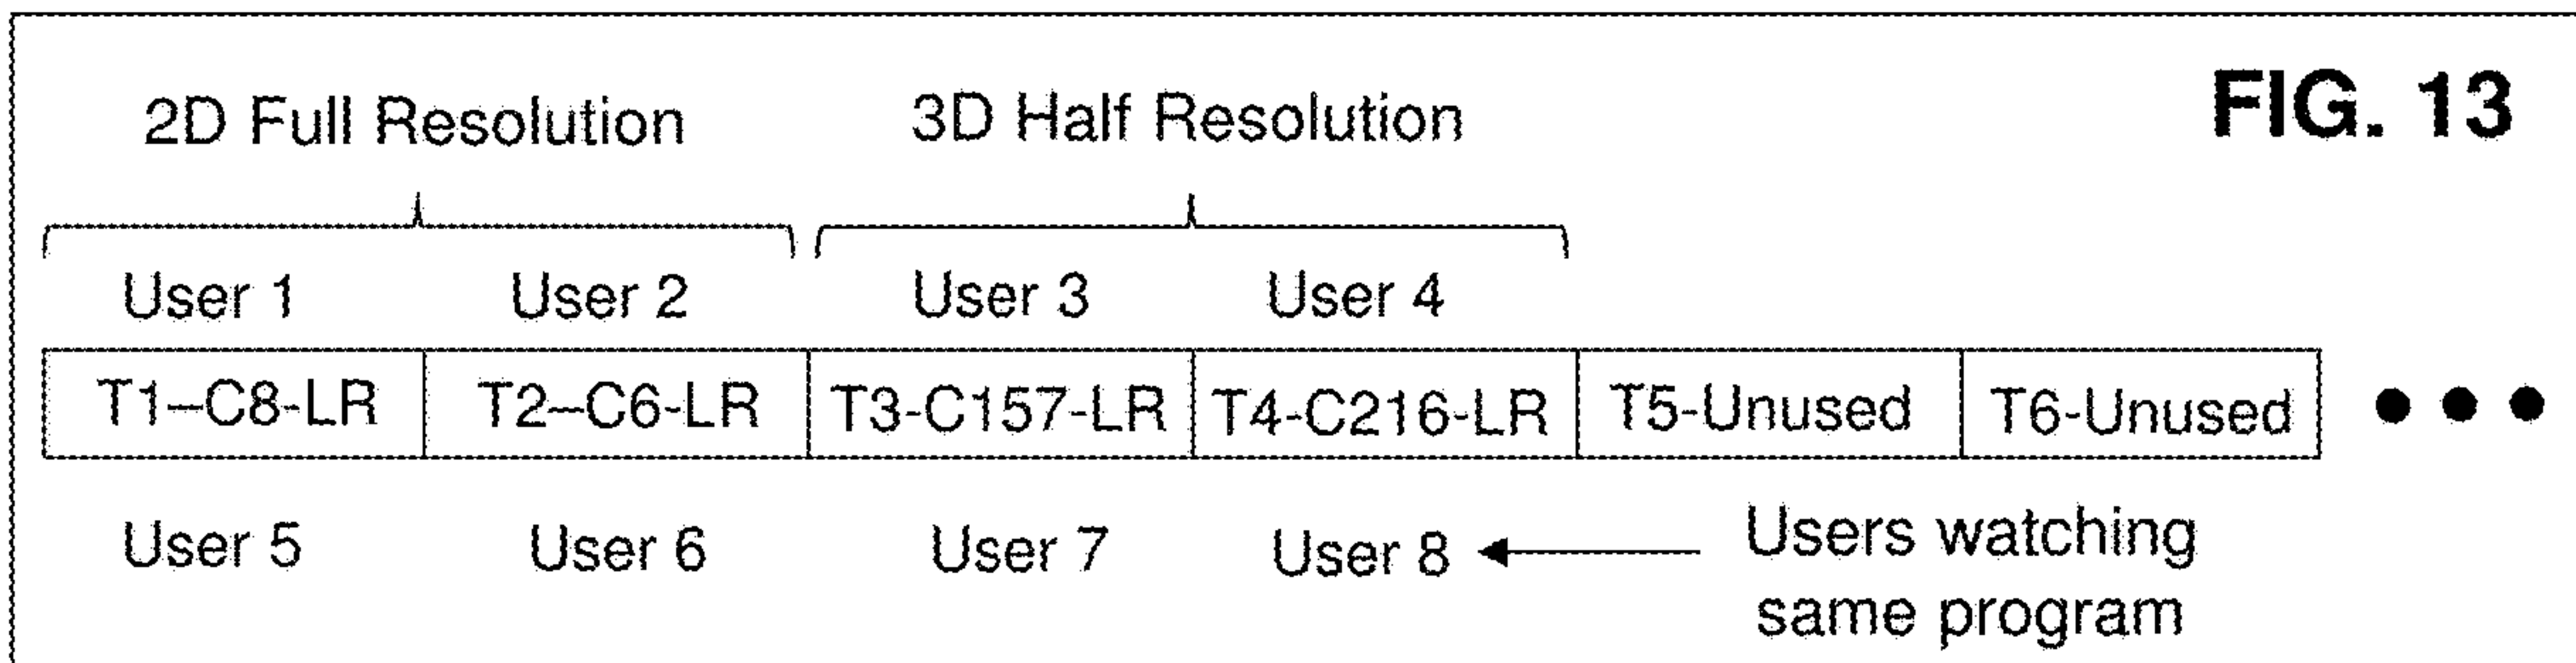 FIG. 13
2D Full Resolution 3D Half Resolution
User 1 User 2 User 3 User 4
T1–C8-LR T2–C6-LR T3-C157-LR T4-C216-LR T5-Unused T6-Unused
User 5 User 6 User 7 User 8 Users watching
same program